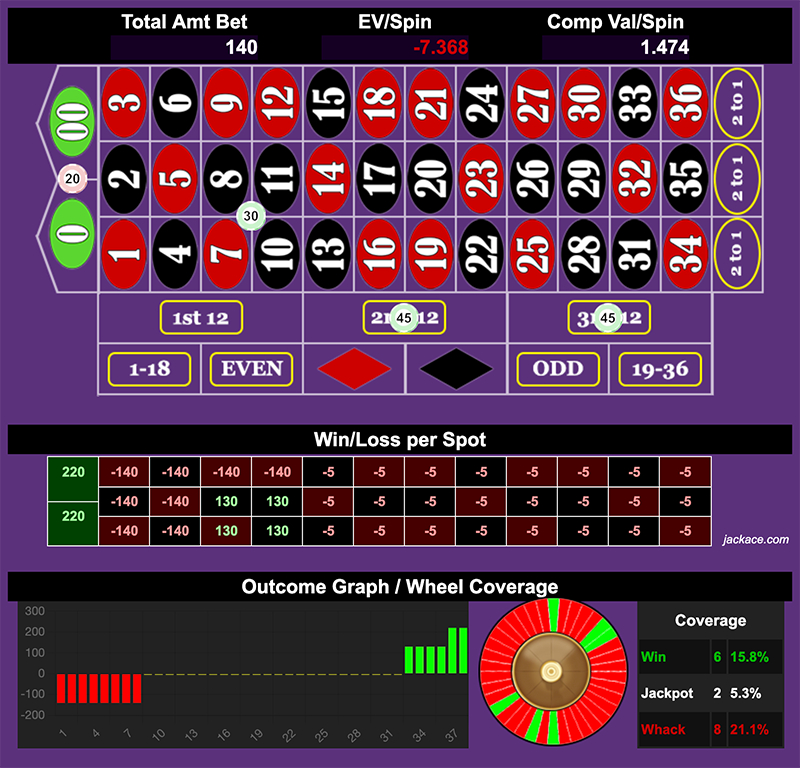 Total Amt Bet EV/Spin Comp Val/Spin
140 -7.368 1.474
00 3 6 9 12 15 18 21 24 27 30 33 36 2 to 1
20 2 5 8 11 14 17 20 23 26 29 32 35 2 to 1
30
0 1 4 7 10 13 16 19 22 25 28 31 34 2 to 1
1st 12 2n 45 12 3 45 12
1-18 EVEN ODD 19-36
Win/Loss per Spot
220 -140 -140 -140 -140 -5 -5 -5 -5 -5 -5 -5 -5
-140 -140 130 130 -5 -5 -5 -5 -5 -5 -5 -5
220 -140 -140 130 130 -5 -5 -5 -5 -5 -5 -5 -5
jackace.com
Outcome Graph / Wheel Coverage
300
200
100
0
-100
-200
1 4 7 10 13 16 19 22 25 28 31 34 37
Coverage
Win 6 15.8%
Jackpot 2 5.3%
Whack 8 21.1%